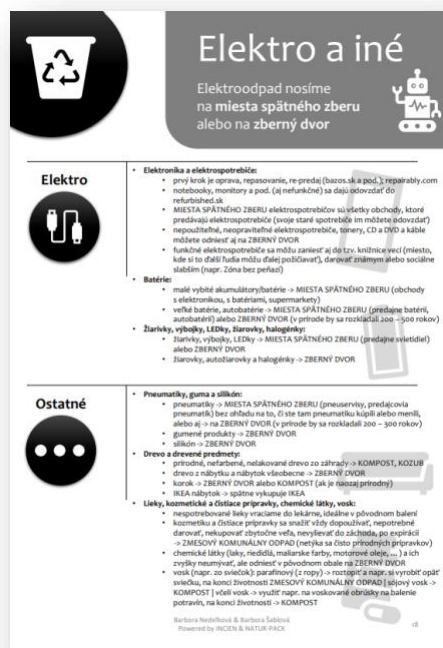 Elektro a iné
Elektroodpad nosíme
na miesta spätného zberu
alebo na zberný dvor
Elektro
• Elektronika a elektrospotrebiče:
• prvý krok je oprava, repasovanie, re-predaj (bazos.sk a pod.); repairably.com
• notebooky, monitory a pod. (aj nefunkčné) sa dajú odovzdať do
refurbished.sk
• MIESTA SPÄTNÉHO ZBERU elektrospotrebičov sú všetky obchody, ktoré
predávajú elektrospotrebiče (svoje staré spotrebiče im môžete odovzdať)
• nepoužiteľné, neopraviteľné elektrospotrebiče, tonery, CD a DVD a káble
môžete odniesť aj na ZBERNÝ DVOR
• funkčné elektrospotrebiče sa môžu zaniesť aj do tzv. knižnice vecí (miesto,
kde si to ďalší ľudia môžu ďalej požičiavať), darovať známym alebo sociálne
slabším (napr. Zóna bez peňazí)
• Batérie:
• malé vybité akumulátory/batérie -> MIESTA SPÄTNÉHO ZBERU (obchody
s elektronikou, s batériami, supermarkety)
• veľké batérie, autobatérie -> MIESTA SPÄTNÉHO ZBERU (predajne batérií,
autobatérií) alebo ZBERNÝ DVOR (v prírode by sa rozkladali 200 – 500 rokov)
• Žiarivky, výbojky, LEDky, žiarovky, halogénky:
• žiarivky, výbojky, LEDky -> MIESTA SPÄTNÉHO ZBERU (predajne svietidiel)
alebo ZBERNÝ DVOR
• žiarovky, autožiarovky a halogénky -> ZBERNÝ DVOR
Ostatné
• Pneumatiky, guma a silikón:
• pneumatiky -> MIESTA SPÄTNÉHO ZBERU (pneuservisy, predajcovia
pneumatík) bez ohľadu na to, či ste tam pneumatiku kúpili alebo menili,
alebo aj -> na ZBERNÝ DVOR (v prírode by sa rozkladali 200 – 300 rokov)
• gumené produkty -> ZBERNÝ DVOR
• silikón -> ZBERNÝ DVOR
• Drevo a drevené predmety:
• prírodné, nefarbené, nelakované drevo zo záhrady -> KOMPOST, KOZUB
• drevo z nábytku a nábytok všeobecne -> ZBERNÝ DVOR
• korok -> ZBERNÝ DVOR alebo KOMPOST (ak je naozaj prírodný)
• IKEA nábytok -> spätne vykupuje IKEA
• Lieky, kozmetické a čistiace prípravky, chemické látky, vosk:
• nespotrebované lieky vraciame do lekárne, ideálne v pôvodnom balení
• kozmetiku a čistiace prípravky sa snažiť vždy dopoužívať, nepotrebné
darovať, nekupovať zbytočne veľa, nevylievať do záchoda, po expirácii
-> ZMESOVÝ KOMUNÁLNY ODPAD (netýka sa čisto prírodných prípravkov)
• chemické látky (laky, riedidlá, maliarske farby, motorové oleje, ... ) a ich
zvyšky neumývať, ale odniesť v pôvodnom obale na ZBERNÝ DVOR
• vosk (napr. zo sviečok): parafínový (z ropy) -> roztopiť a napr. si vyrobiť opäť
sviečku, na konci životnosti ZMESOVÝ KOMUNÁLNY ODPAD | sójový vosk ->
KOMPOST | včelí vosk -> využiť napr. na voskované obrúsky na balenie
potravín, na konci životnosti -> KOMPOST
Barbora Nedeľková & Barbora Šablová
Powered by INCIEN & NATUR-PACK